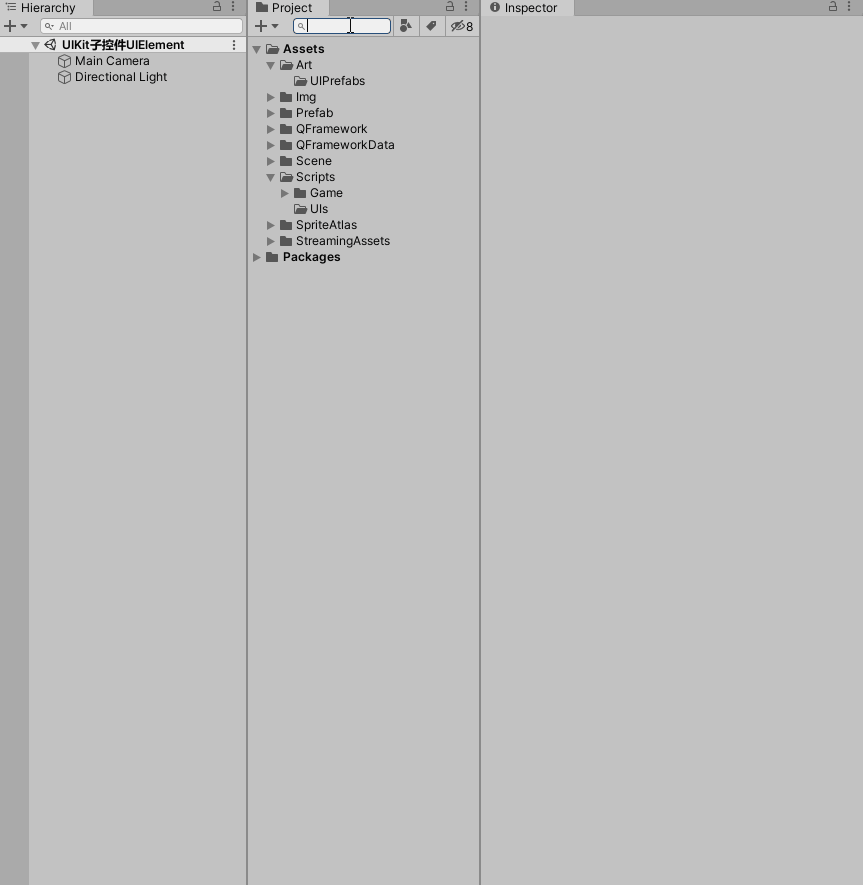 Hierarchy
All
UIKit子控件UIElement
Main Camera
Directional Light
Project
8
Assets
Art
UIPrefabs
Img
Prefab
QFramework
QFrameworkData
Scene
Scripts
Game
UIs
SpriteAtlas
StreamingAssets
Packages
Inspector